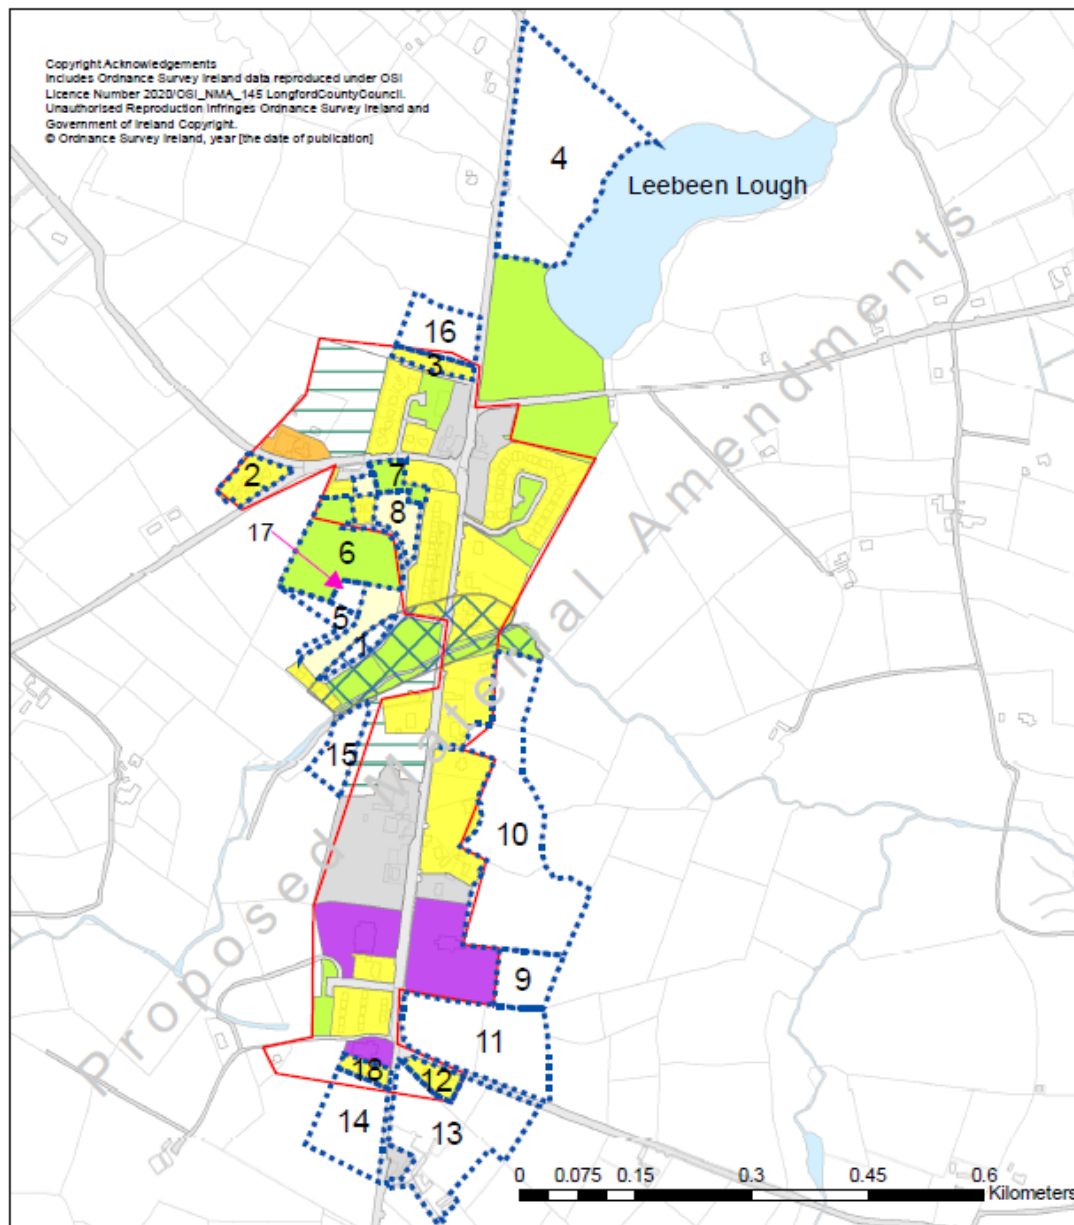 Copyright Acknowledgements
Includes Ordnance Survey Ireland data reproduced under OSI
Licence Number 2020/OSI_NMA_145 LongfordCountyCouncil.
Unauthorised Reproduction infringes Ordnance Survey Ireland and
Government of Ireland Copyright.
© Ordnance Survey Ireland, year [the date of publication]
4
Leebeen Lough
16
3
2
7
8
17
6
5
1
15
10
9
11
18
12
14
13
Proposed Material Amendments
0 0.075 0.15 0.3 0.45 0.6
Kilometers